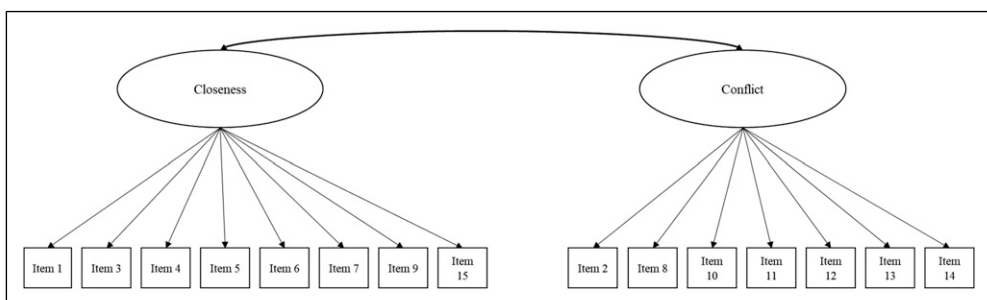 Closeness
Conflict
Item 1
Item 3
Item 4
Item 5
Item 6
Item 7
Item 9
Item
15
Item 2
Item 8
Item
10
Item
11
Item
12
Item
13
Item
14